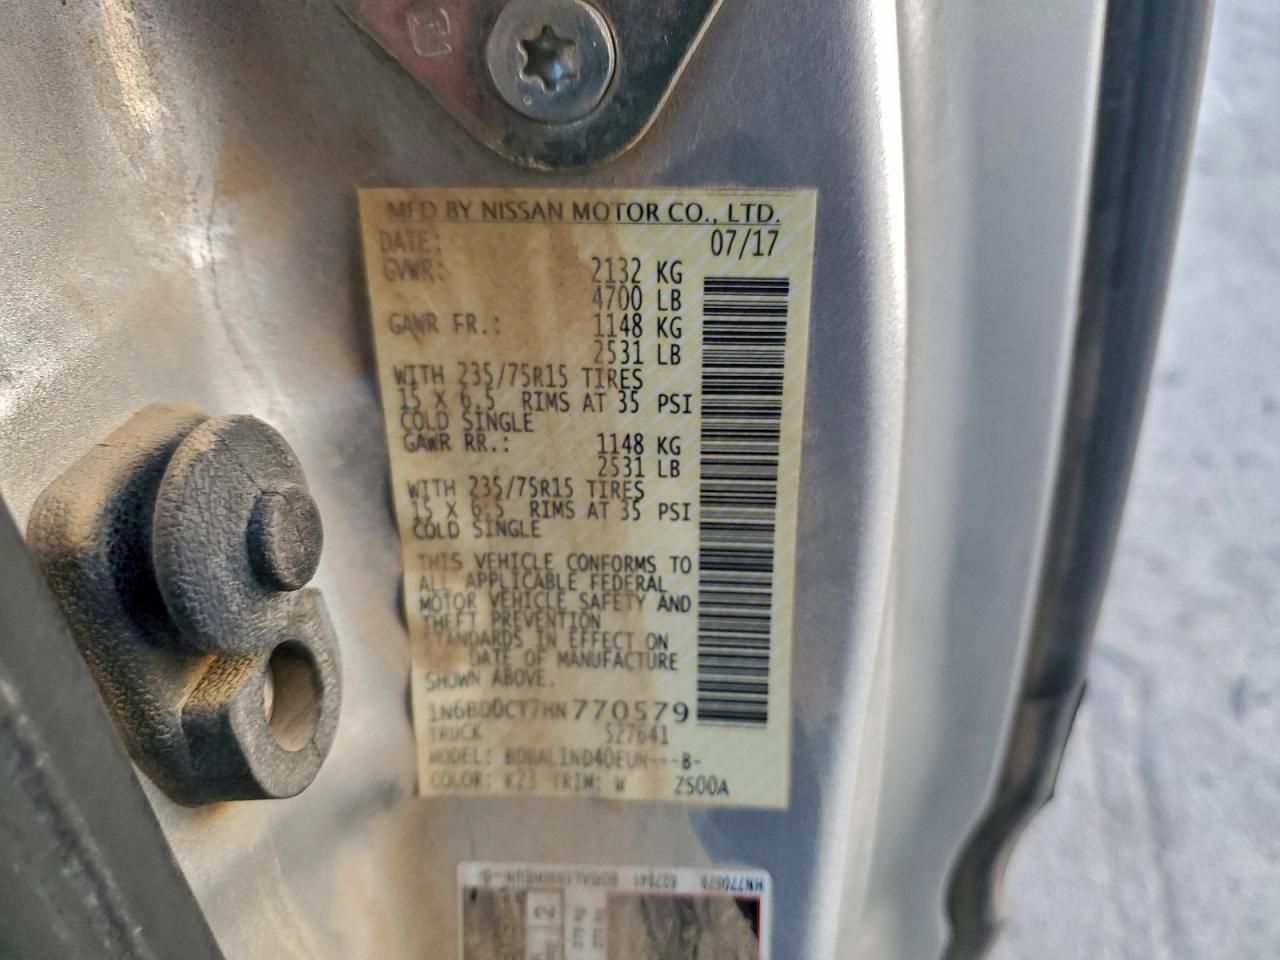 MFD BY NISSAN MOTOR CO., LTD.
DATE: 07/17
GVWR: 2132 KG
4700 LB
GAWR FR.: 1148 KG
2531 LB
WITH 235/75R15 TIRES
15 X 6.5 RIMS AT 35 PSI
COLD SINGLE
GAWR RR.: 1148 KG
2531 LB
WITH 235/75R15 TIRES
15 X 6.5 RIMS AT 35 PSI
COLD SINGLE
THIS VEHICLE CONFORMS TO
ALL APPLICABLE FEDERAL
MOTOR VEHICLE SAFETY AND
THEFT PREVENTION
STANDARDS IN EFFECT ON
DATE OF MANUFACTURE
SHOWN ABOVE.
1N6BD0CT7HN770579
TRUCK 527641
MODEL: ---B-
COLOR: K23 TRIM: W ZS00A
HN770579 527641
2